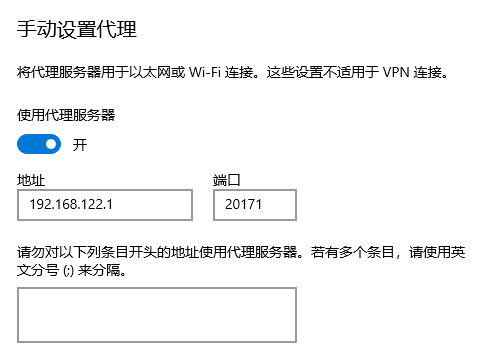 手动设置代理
将代理服务器用于以太网或 Wi-Fi 连接。这些设置不适用于 VPN 连接。
使用代理服务器
开
地址 端口
192.168.122.1 20171
请勿对以下列条目开头的地址使用代理服务器。若有多个条目，请使用英
文分号 (;) 来分隔。